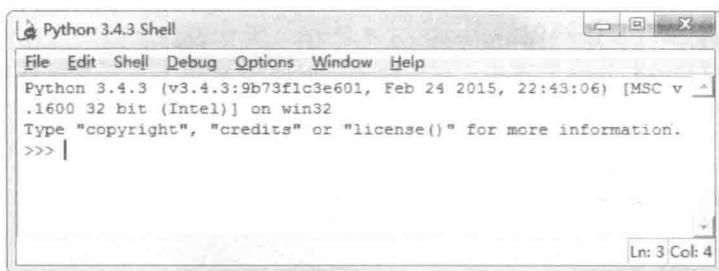 Python 3.4.3 Shell
File Edit Shell Debug Options Window Help
Python 3.4.3 (v3.4.3:9b73f1c3e601, Feb 24 2015, 22:43:06) [MSC v
.1600 32 bit (Intel)] on win32
Type "copyright", "credits" or "license()" for more information.
>>>
Ln: 3 Col: 4